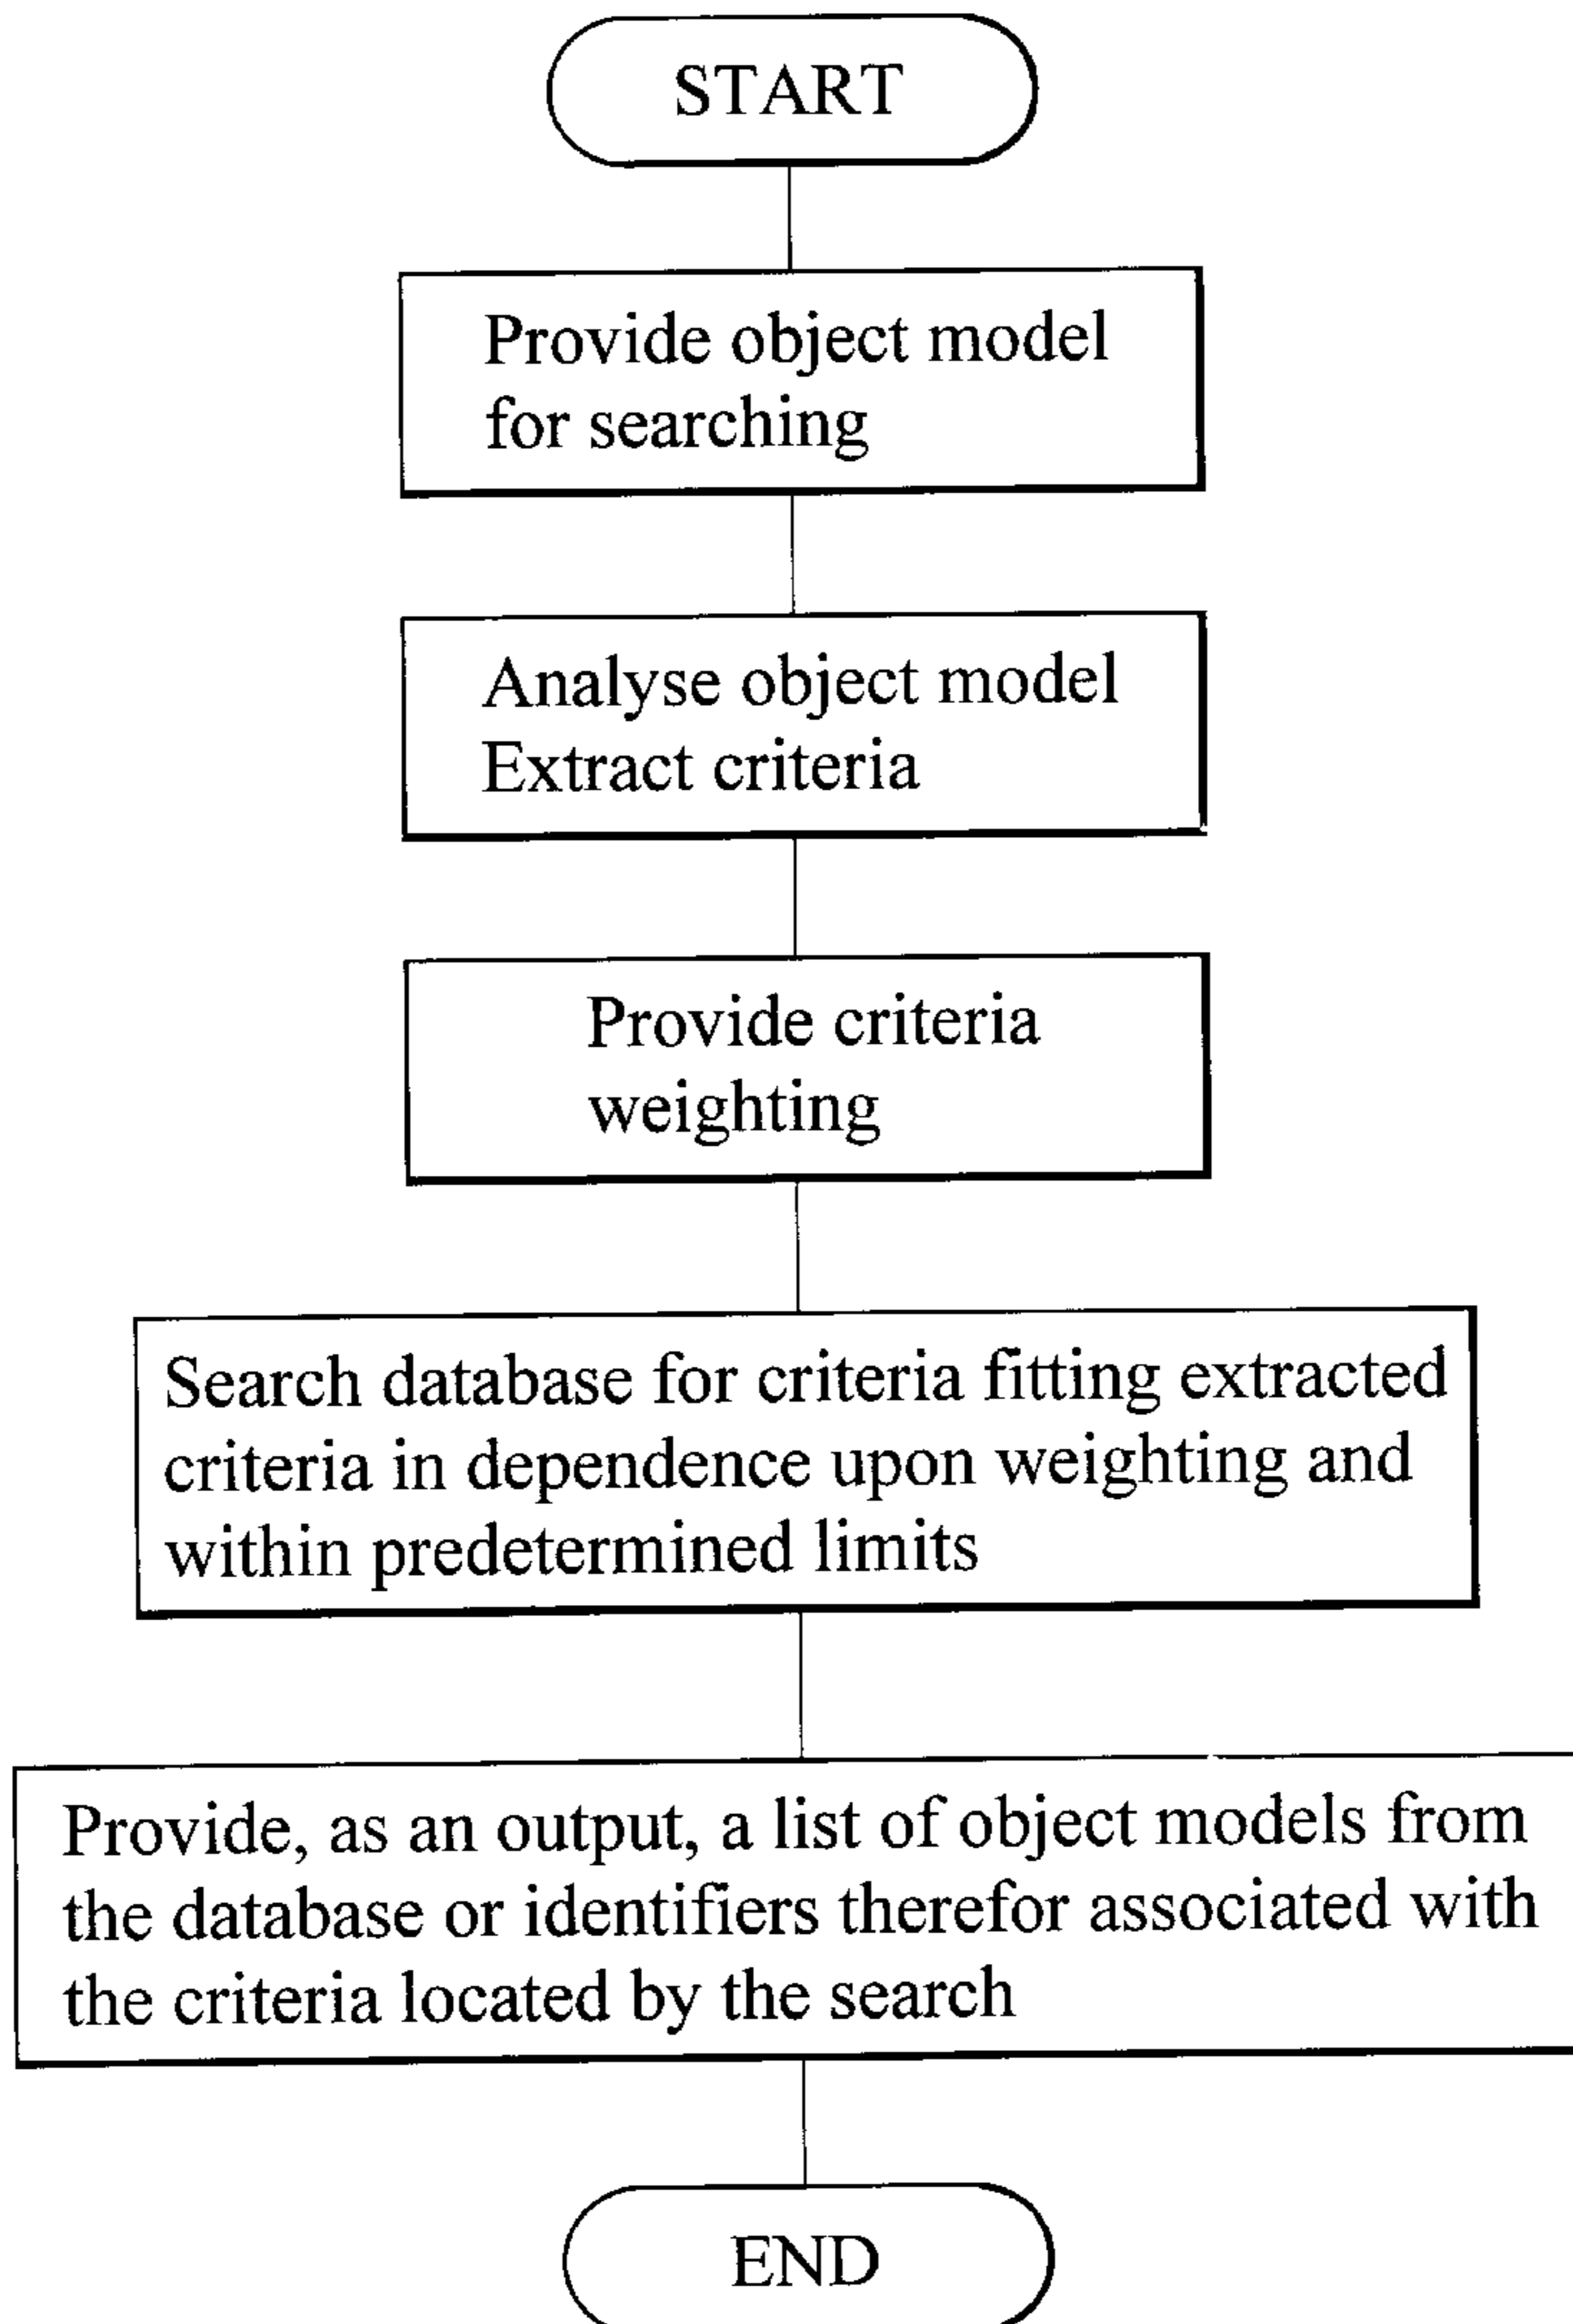 START
Provide object model
for searching
Analyse object model
Extract criteria
Provide criteria
weighting
Search database for criteria fitting extracted
criteria in dependence upon weighting and
within predetermined limits
Provide, as an output, a list of object models from
the database or identifiers therefor associated with
the criteria located by the search
END